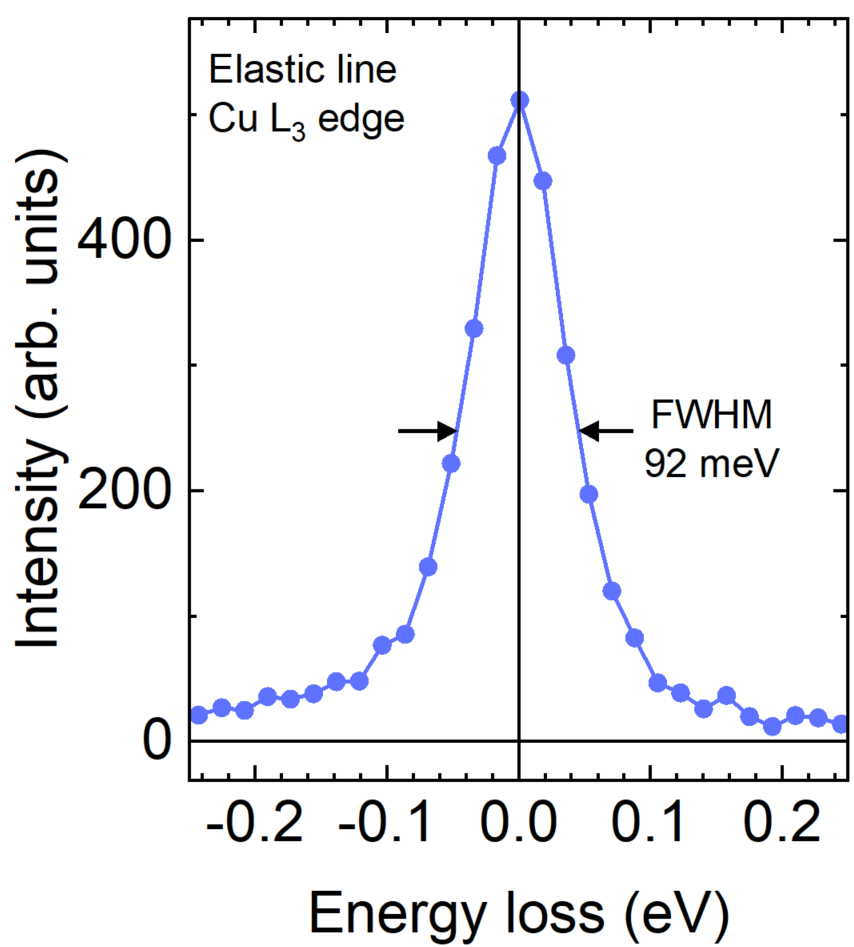 Elastic line
Cu L₃ edge
Intensity (arb. units)
400
200
0
FWHM
92 meV
-0.2 -0.1 0.0 0.1 0.2
Energy loss (eV)